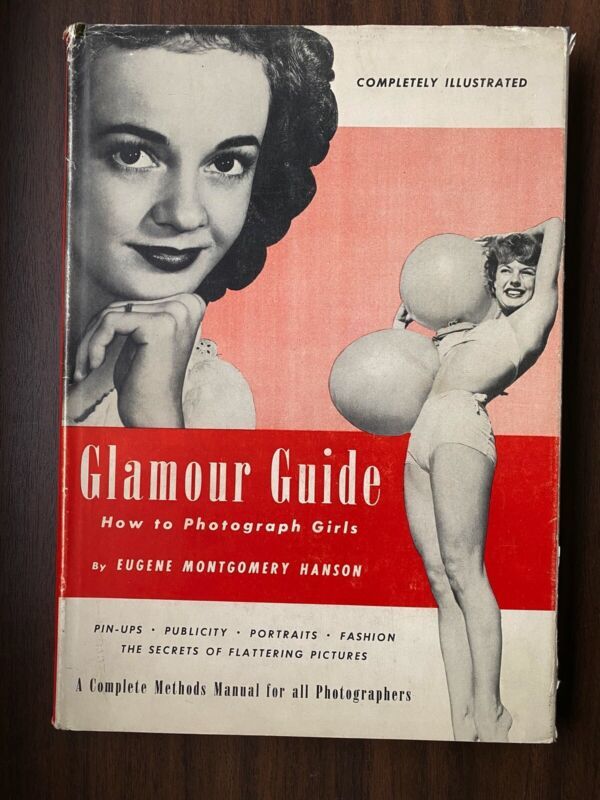 COMPLETELY ILLUSTRATED
Glamour Guide
How to Photograph Girls
By EUGENE MONTGOMERY HANSON
PIN-UPS · PUBLICITY · PORTRAITS · FASHION
THE SECRETS OF FLATTERING PICTURES
A Complete Methods Manual for all Photographers